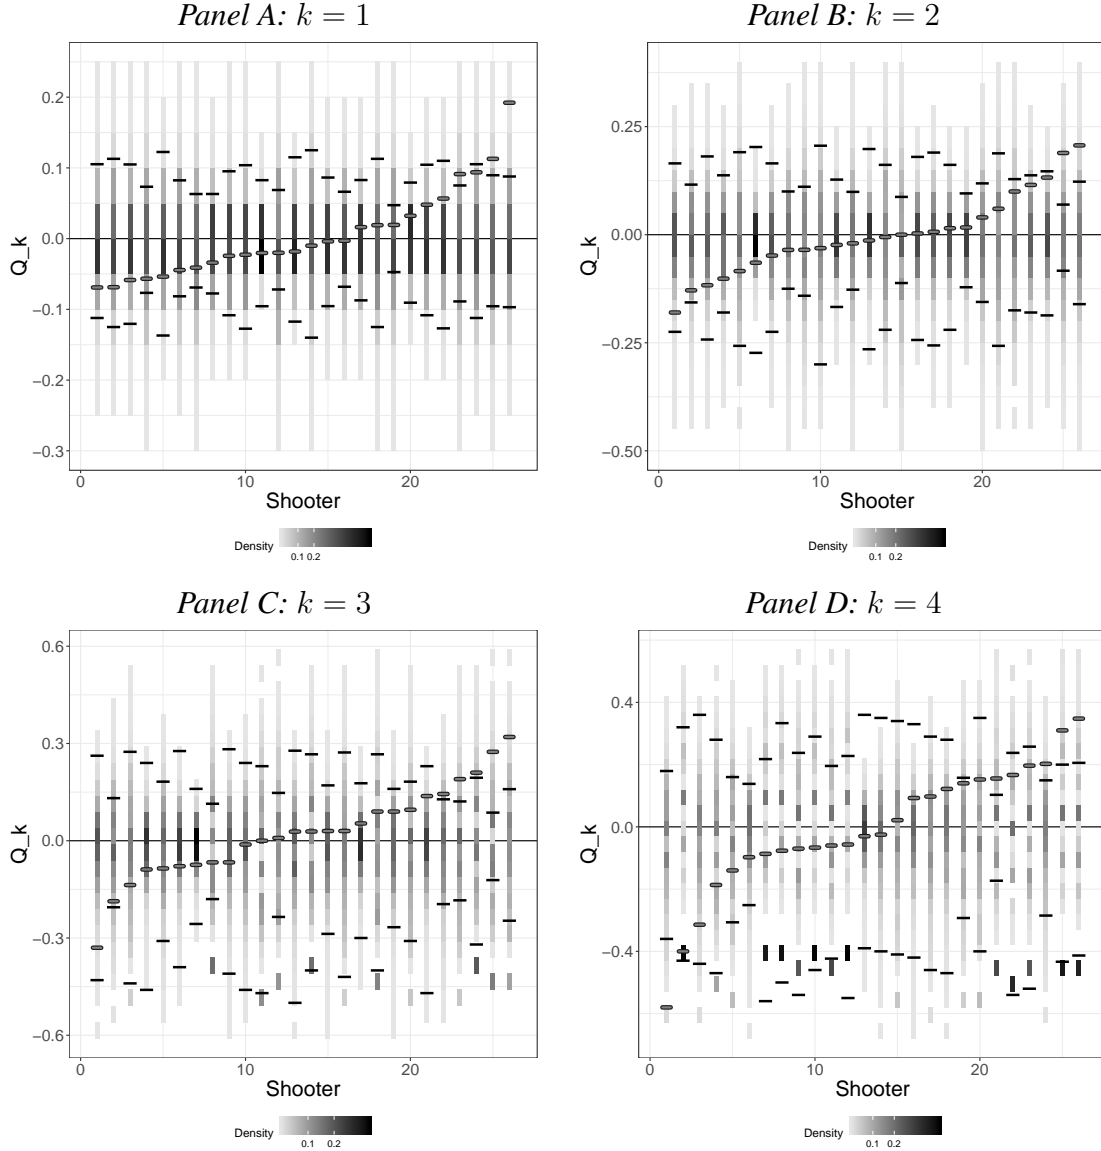 Panel A: k = 1
Panel B: k = 2
Q_k
0.2
0.1
0.0
−0.1
−0.2
−0.3
0
10
20
Shooter
Density
0.1 0.2
Q_k
0.25
0.00
−0.25
−0.50
0
10
20
Shooter
Density
0.1 0.2
Panel C: k = 3
Panel D: k = 4
Q_k
0.6
0.3
0.0
−0.3
−0.6
0
10
20
Shooter
Density
0.1 0.2
Q_k
0.4
0.0
−0.4
0
10
20
Shooter
Density
0.1 0.2